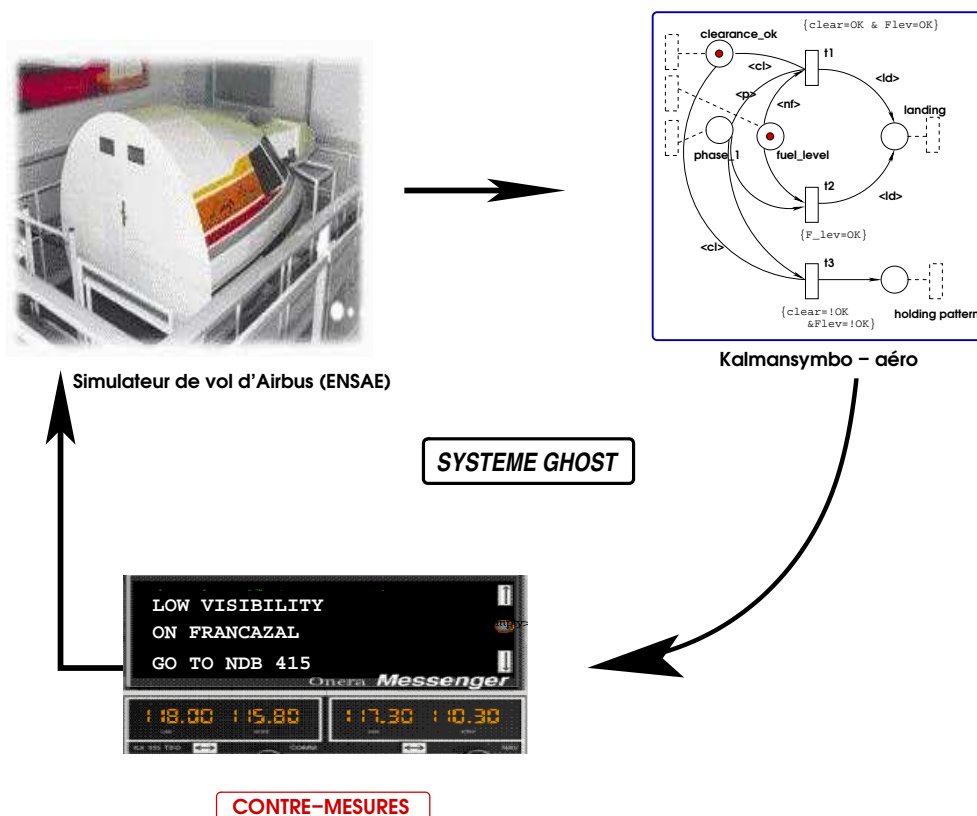 {clear=OK & Flev=OK}
clearance_ok
t1
<cl>
<ld>
<p>
<nf>
landing
phase_1
fuel_level
t2
<ld>
{F_lev=OK}
<cl>
t3
{clear=!OK
&Flev=!OK}
holding pattern
Kalmansymbo – aéro
Simulateur de vol d'Airbus (ENSAE)
SYSTEME GHOST
LOW VISIBILITY
ON FRANCAZAL
GO TO NDB 415
Onera Messenger
118.00 115.80 117.30 110.30
COMM NAV
CONTRE–MESURES